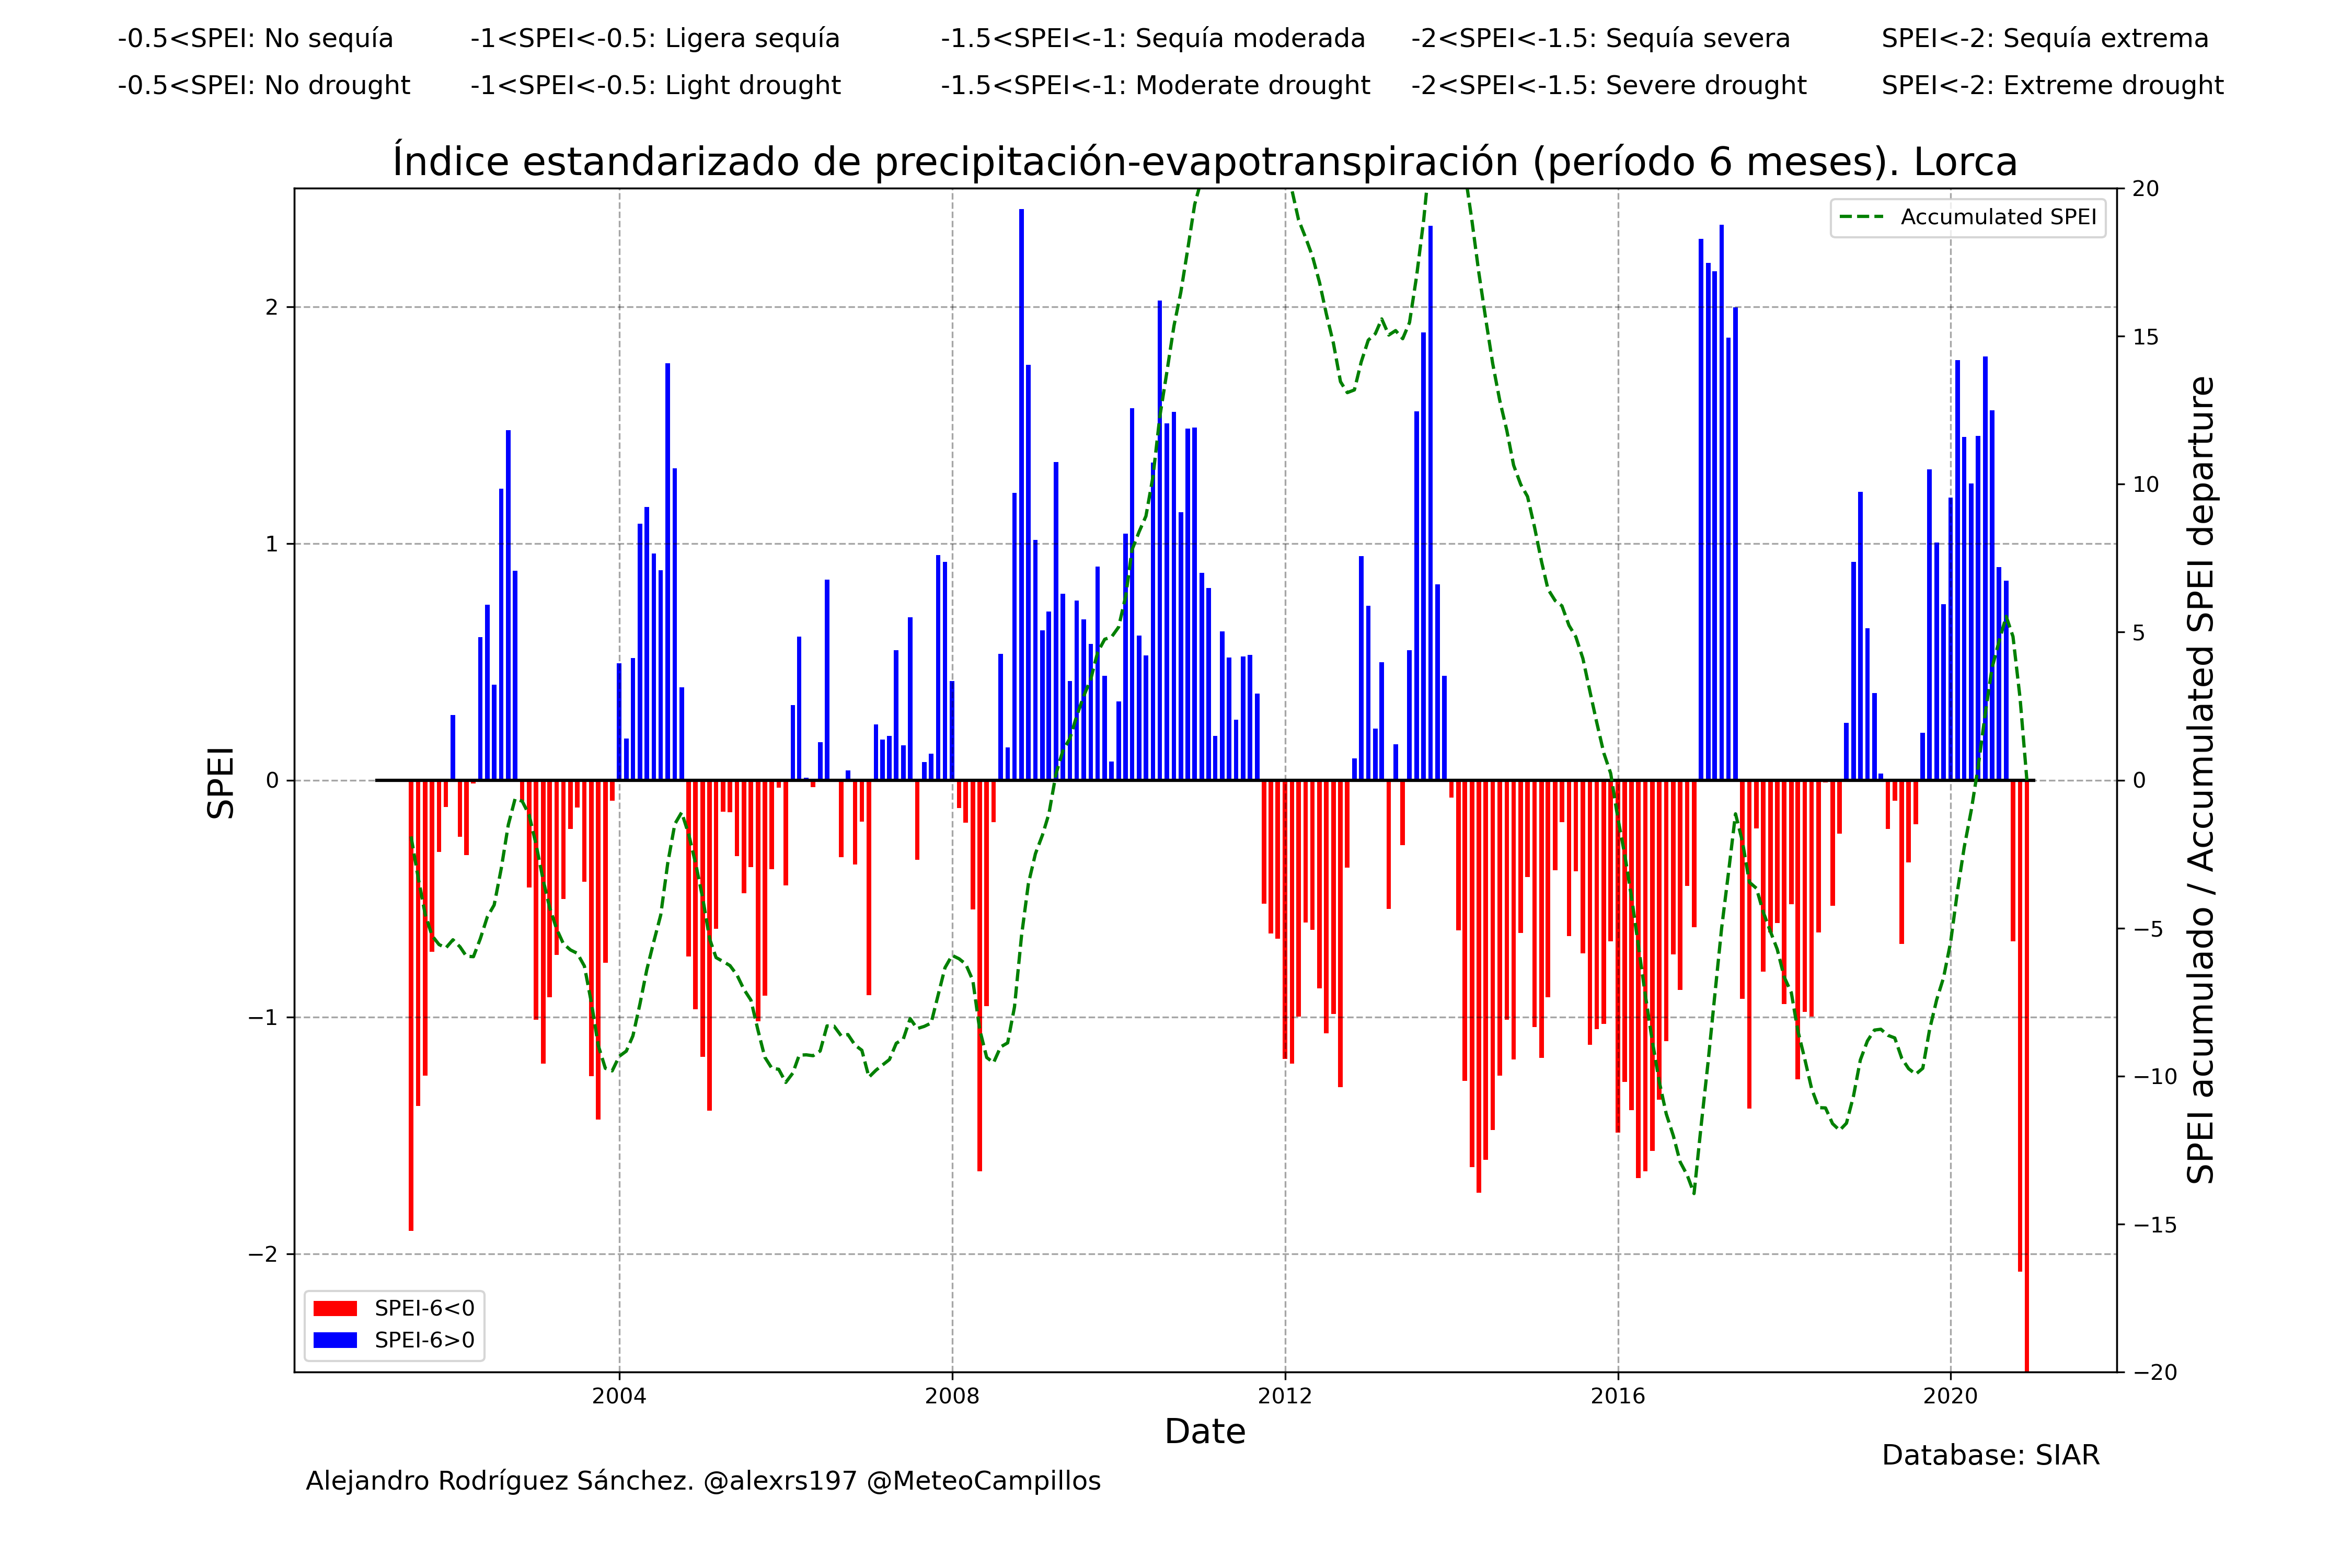 -0.5<SPEI: No sequía -1<SPEI<-0.5: Ligera sequía -1.5<SPEI<-1: Sequía moderada -2<SPEI<-1.5: Sequía severa SPEI<-2: Sequía extrema
-0.5<SPEI: No drought -1<SPEI<-0.5: Light drought -1.5<SPEI<-1: Moderate drought -2<SPEI<-1.5: Severe drought SPEI<-2: Extreme drought
Índice estandarizado de precipitación-evapotranspiración (período 6 meses). Lorca
Accumulated SPEI
SPEI
2
1
0
−1
−2
20
15
10
5
0
−5
−10
−15
−20
SPEI acumulado / Accumulated SPEI departure
SPEI-6<0
SPEI-6>0
2004 2008 2012 2016 2020
Date
Database: SIAR
Alejandro Rodríguez Sánchez. @alexrs197 @MeteoCampillos